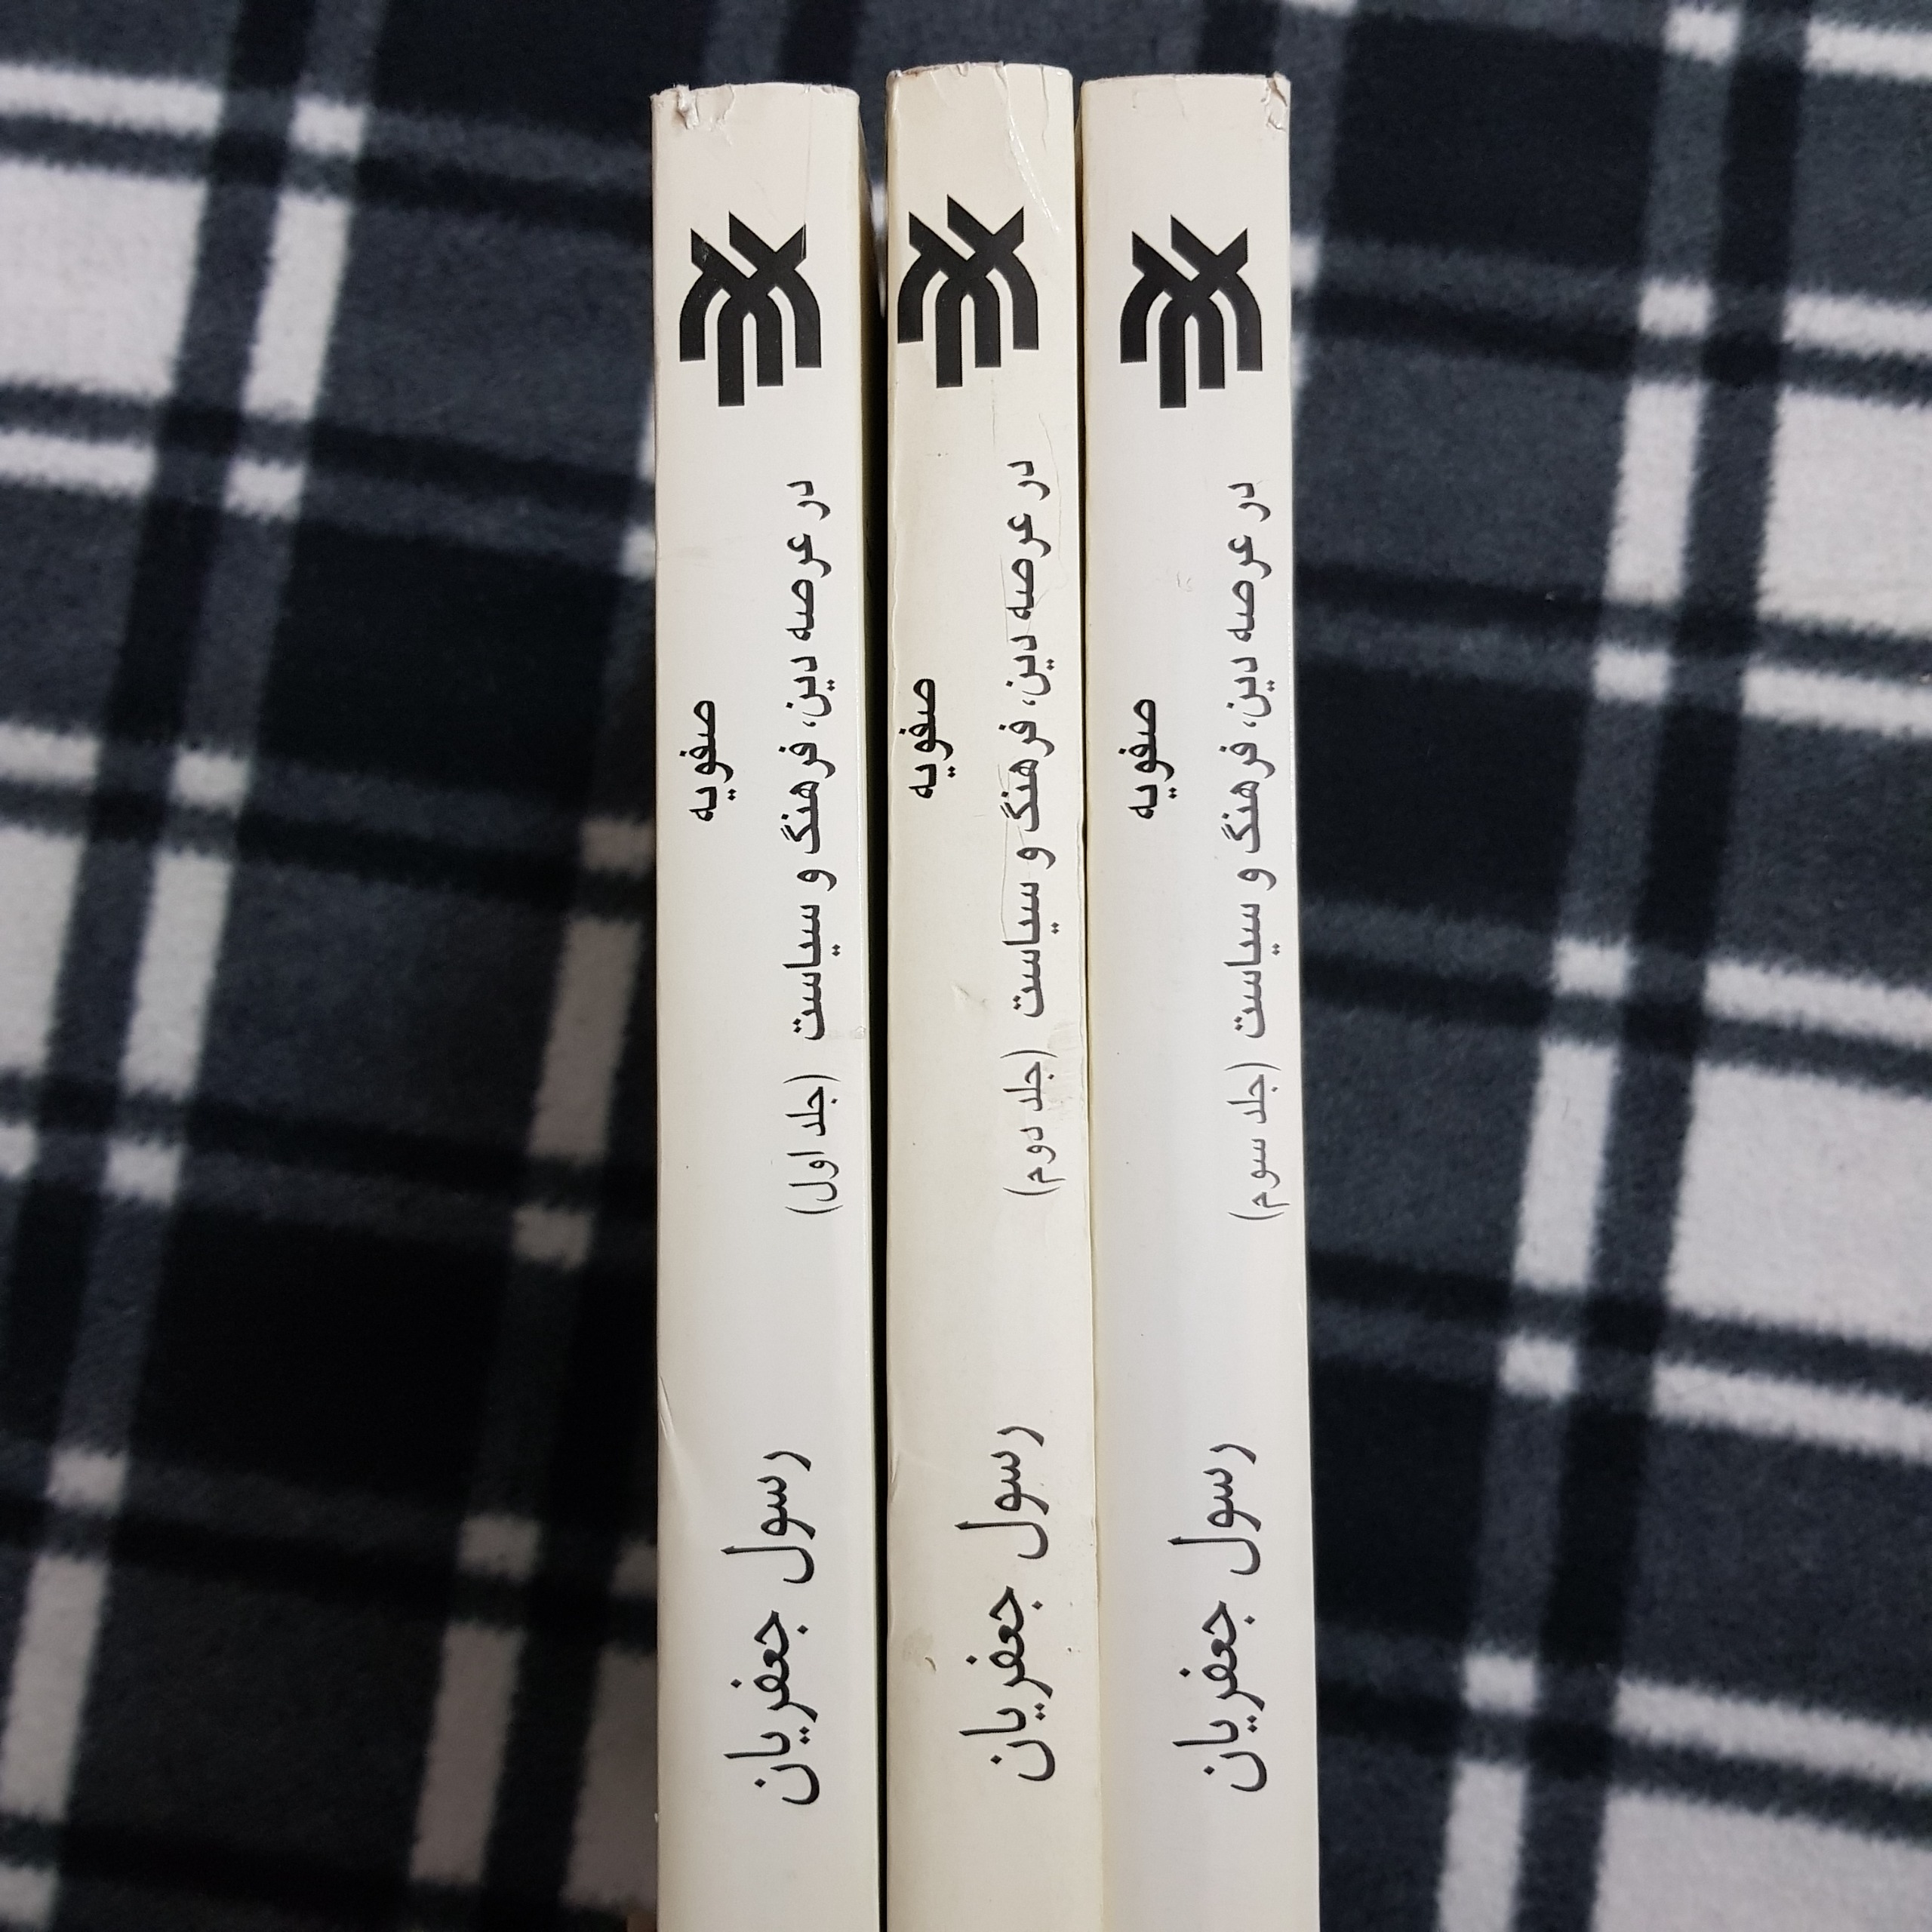 صفویه
در عرصه دین، فرهنگ و سیاست (جلد اول)
رسول جعفریان
صفویه
در عرصه دین، فرهنگ و سیاست (جلد دوم)
رسول جعفریان
صفویه
در عرصه دین، فرهنگ و سیاست (جلد سوم)
رسول جعفریان